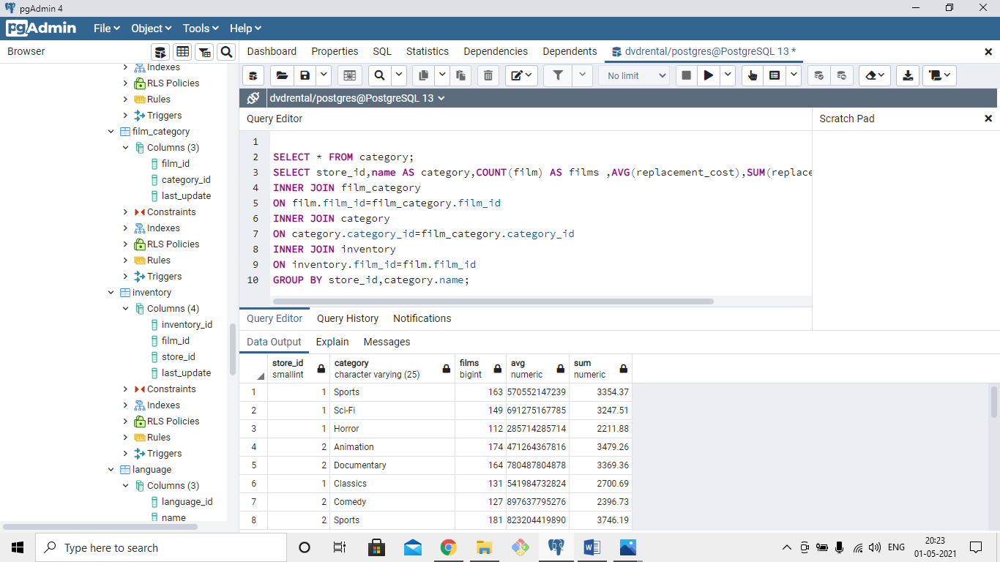 pgAdmin 4
pgAdmin File Object Tools Help
Browser
Dashboard Properties SQL Statistics Dependencies Dependents dvdrental/postgres@PostgreSQL 13 *
No limit
dvdrental/postgres@PostgreSQL 13
Indexes
RLS Policies
Rules
Triggers
film_category
Columns (3)
film_id
category_id
last_update
Constraints
Indexes
RLS Policies
Rules
Triggers
inventory
Columns (4)
inventory_id
film_id
store_id
last_update
Constraints
Indexes
RLS Policies
Rules
Triggers
language
Columns (3)
language_id
name
Query Editor
Scratch Pad
1
2 SELECT * FROM category;
3 SELECT store_id,name AS category,COUNT(film) AS films ,AVG(replacement_cost),SUM(replace
4 INNER JOIN film_category
5 ON film.film_id=film_category.film_id
6 INNER JOIN category
7 ON category.category_id=film_category.category_id
8 INNER JOIN inventory
9 ON inventory.film_id=film.film_id
10 GROUP BY store_id,category.name;
Query Editor Query History Notifications
Data Output Explain Messages
store_id category films avg sum
smallint character varying (25) bigint numeric numeric
1 1 Sports 163 570552147239 3354.37
2 1 Sci-Fi 149 691275167785 3247.51
3 1 Horror 112 285714285714 2211.88
4 2 Animation 174 471264367816 3479.26
5 2 Documentary 164 780487804878 3369.36
6 1 Classics 131 541984732824 2700.69
7 2 Comedy 127 897637795276 2396.73
8 2 Sports 181 823204419890 3746.19
Type here to search
ENG
20:23
01-05-2021